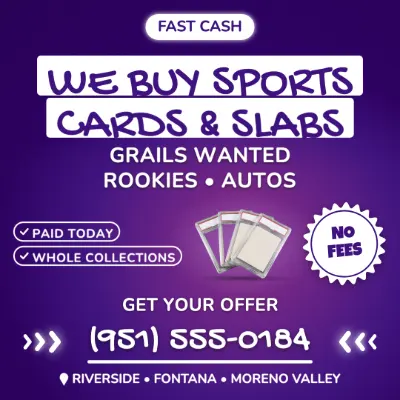 FAST CASH
WE BUY SPORTS
CARDS & SLABS
GRAILS WANTED
ROOKIES • AUTOS
PAID TODAY
WHOLE COLLECTIONS
NO
FEES
GET YOUR OFFER
(951) 555-0184
RIVERSIDE • FONTANA • MORENO VALLEY